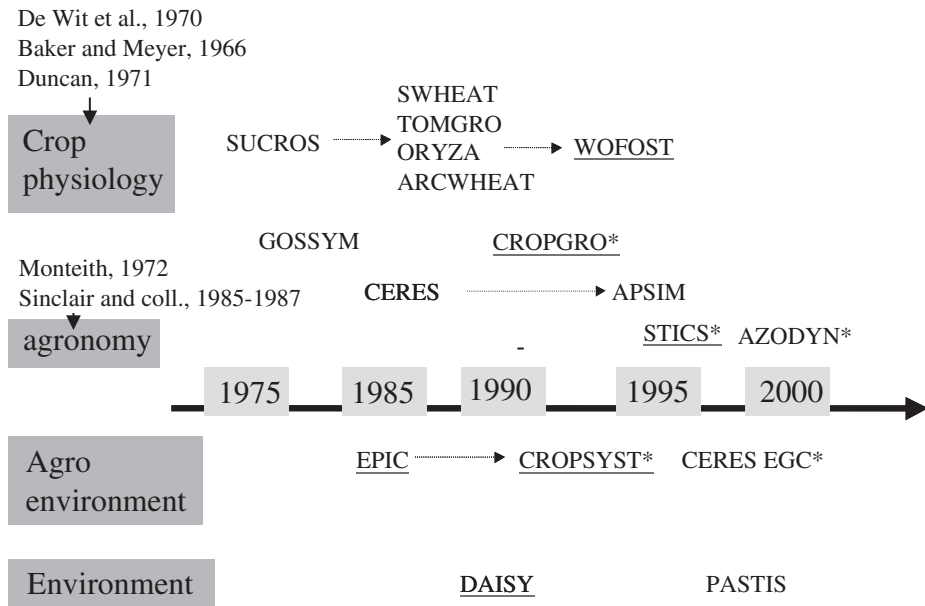 De Wit et al., 1970
Baker and Meyer, 1966
Duncan, 1971
Crop
physiology
SUCROS
SWHEAT
TOMGRO
ORYZA
ARCWHEAT
WOFOST
GOSSYM
CROPGRO*
Monteith, 1972
Sinclair and coll., 1985-1987
CERES
APSIM
agronomy
STICS*
AZODYN*
-
1975
1985
1990
1995
2000
Agro
environment
EPIC
CROPSYST*
CERES EGC*
Environment
DAISY
PASTIS